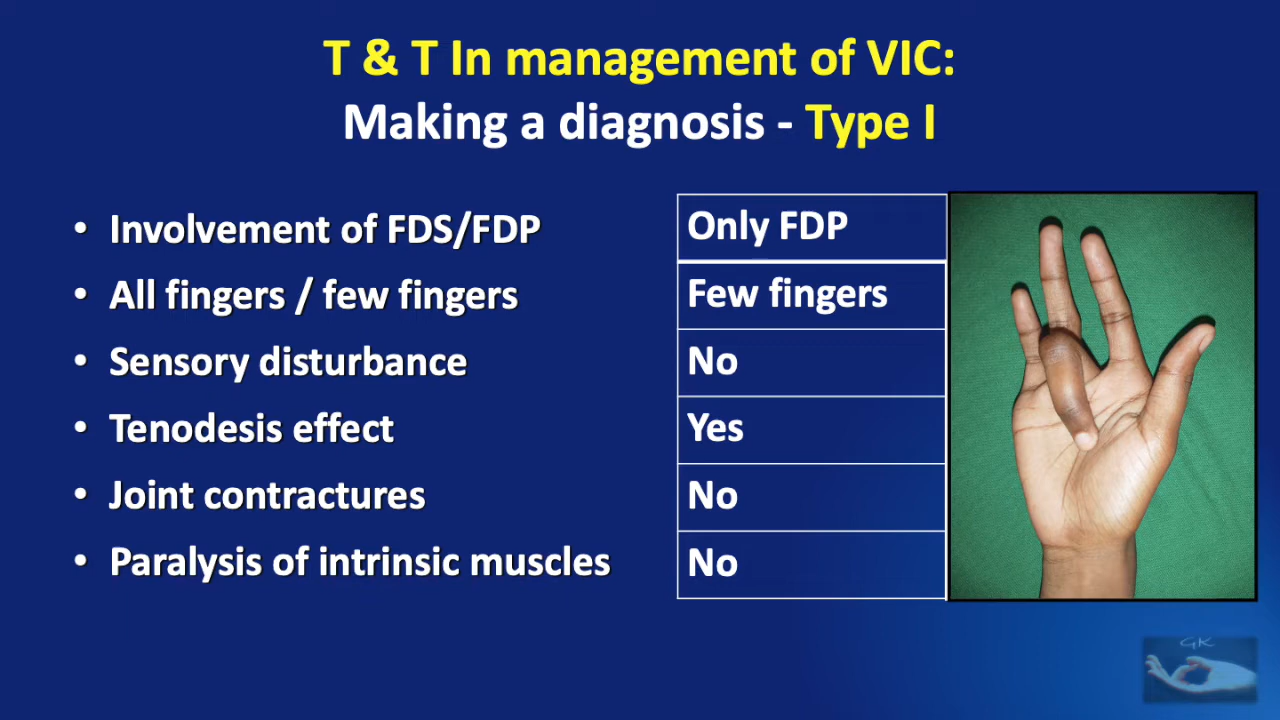 T & T In management of VIC:
Making a diagnosis - Type I
• Involvement of FDS/FDP
Only FDP
• All fingers / few fingers
Few fingers
• Sensory disturbance
No
• Tenodesis effect
Yes
• Joint contractures
No
• Paralysis of intrinsic muscles
No
GK